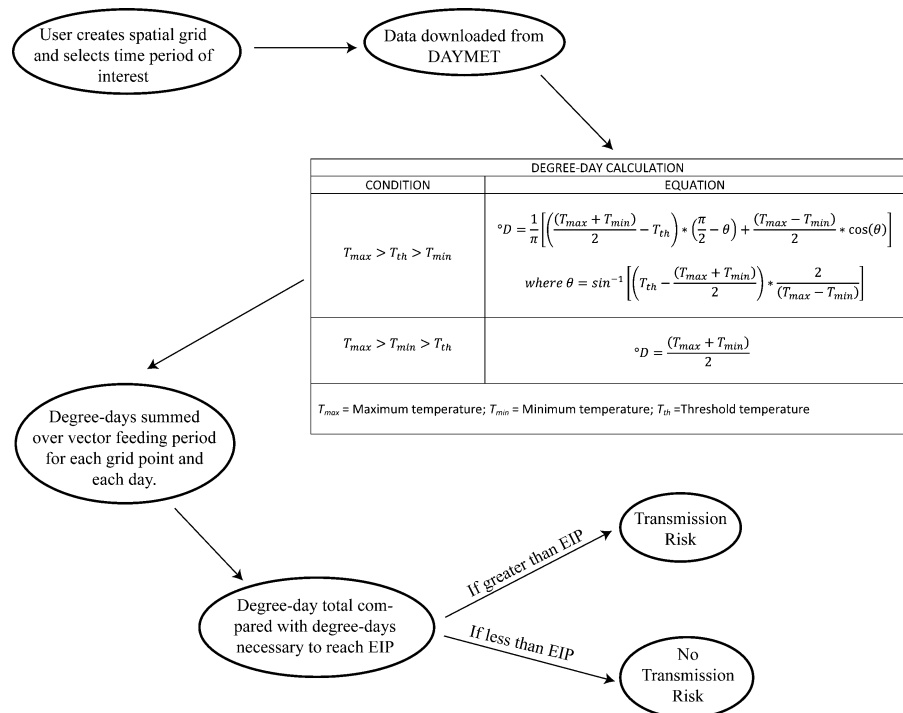 User creates spatial grid
and selects time period of
interest
Data downloaded from
DAYMET
DEGREE-DAY CALCULATION
CONDITION
EQUATION
T_max > T_th > T_min
°D = 1/π [((T_max + T_min)/2 − T_th) * (π/2 − θ) + (T_max − T_min)/2 * cos(θ)]
where θ = sin⁻¹ [(T_th − (T_max + T_min)/2) * 2/(T_max − T_min)]
T_max > T_min > T_th
°D = (T_max + T_min)/2
T_max = Maximum temperature; T_min = Minimum temperature; T_th =Threshold temperature
Degree-days summed
over vector feeding period
for each grid point and
each day.
Degree-day total com-
pared with degree-days
necessary to reach EIP
If greater than EIP
Transmission
Risk
If less than EIP
No
Transmission
Risk